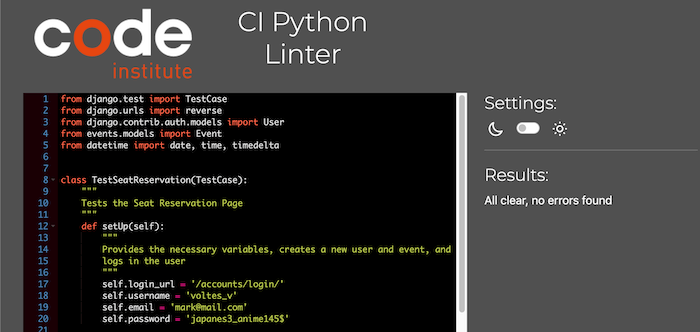 code
institute
CI Python
Linter
1 from django.test import TestCase
2 from django.urls import reverse
3 from django.contrib.auth.models import User
4 from events.models import Event
5 from datetime import date, time, timedelta
6
7
8 class TestSeatReservation(TestCase):
9 """
10 Tests the Seat Reservation Page
11 """
12 def setUp(self):
13 """
14 Provides the necessary variables, creates a new user and event, and
15 logs in the user
16 """
17 self.login_url = '/accounts/login/'
18 self.username = 'voltes_v'
19 self.email = 'mark@mail.com'
20 self.password = 'japanes3_anime145$'
21
Settings:
Results:
All clear, no errors found